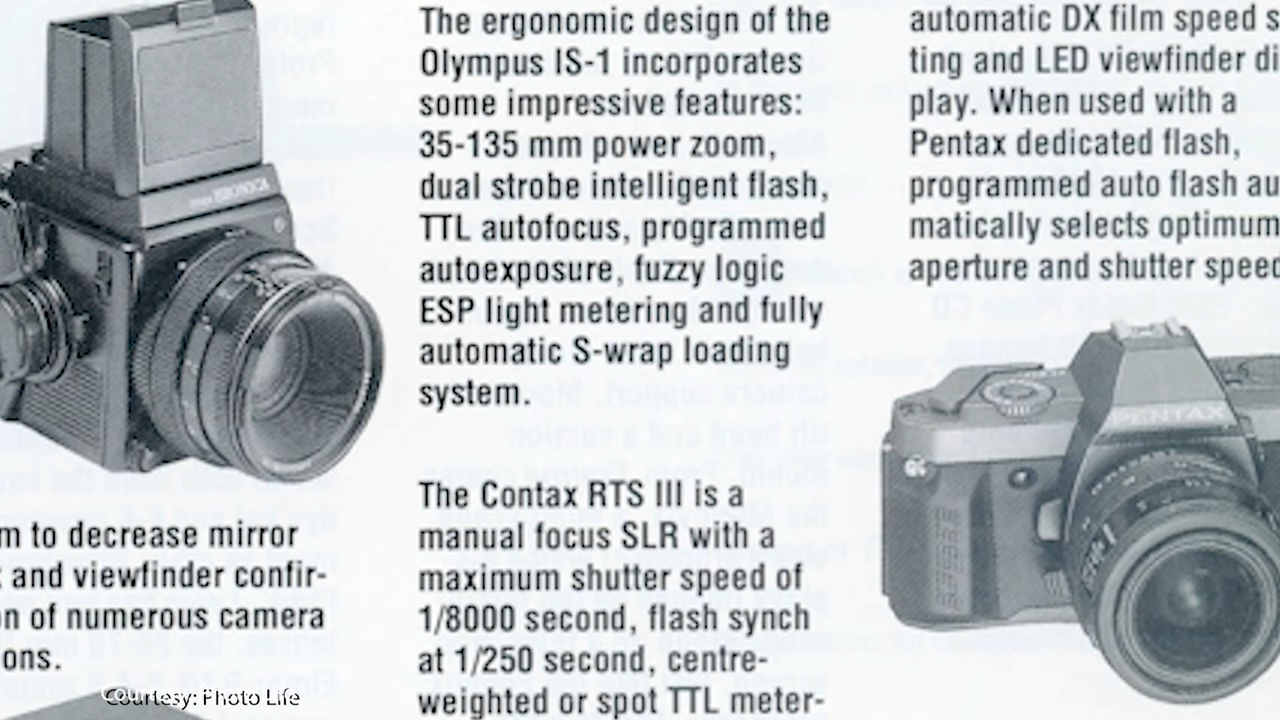 BRONICA
m to decrease mirror
and viewfinder confir-
on of numerous camera
ons.
Courtesy: Photo Life
The ergonomic design of the
Olympus IS-1 incorporates
some impressive features:
35-135 mm power zoom,
dual strobe intelligent flash,
TTL autofocus, programmed
autoexposure, fuzzy logic
ESP light metering and fully
automatic S-wrap loading
system.
The Contax RTS III is a
manual focus SLR with a
maximum shutter speed of
1/8000 second, flash synch
at 1/250 second, centre-
weighted or spot TTL meter-
automatic DX film speed s
ting and LED viewfinder di
play. When used with a
Pentax dedicated flash,
programmed auto flash au
matically selects optimum
aperture and shutter speed
PENTAX